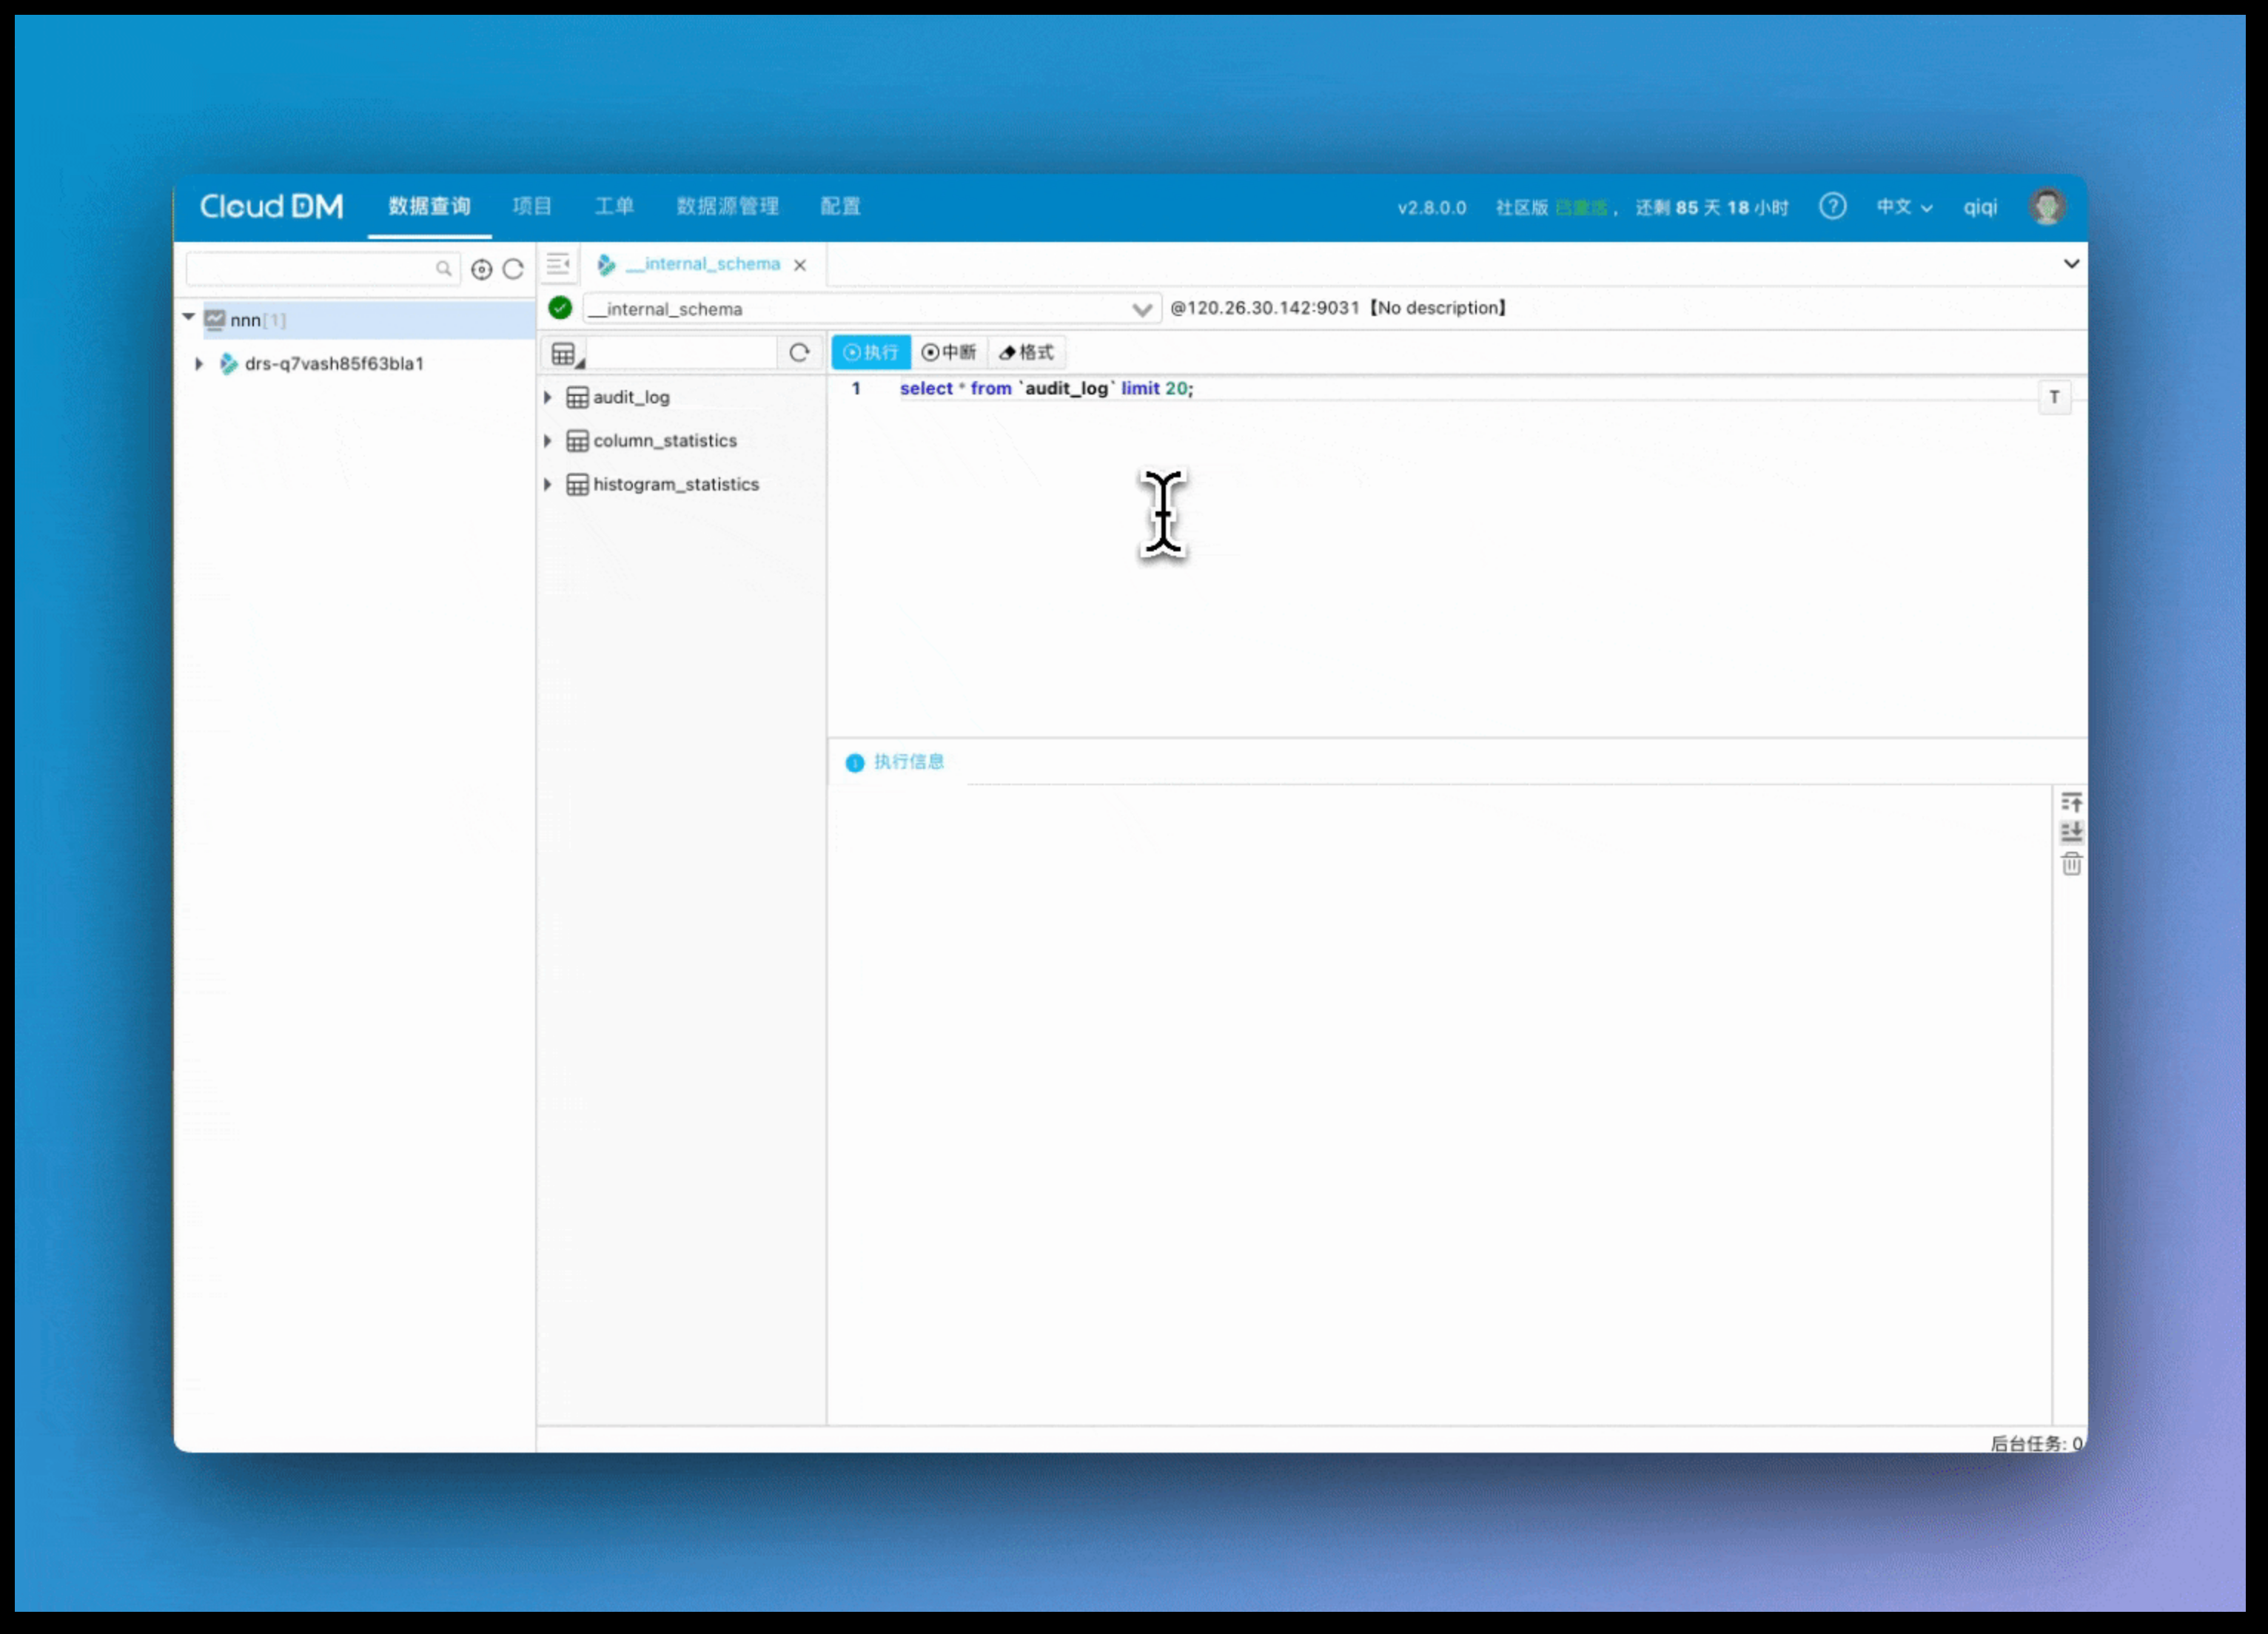 Cloud DM 数据查询 项目 工单 数据源管理 配置 v2.8.0.0 社区版 已激活， 还剩 85 天 18 小时 ? 中文 qiqi
__internal_schema
nnn[1]
__internal_schema @120.26.30.142:9031【No description】
drs-q7vash85f63bla1
执行 中断 格式
audit_log
column_statistics
histogram_statistics
1 select * from `audit_log` limit 20;
T
执行信息
后台任务: 0